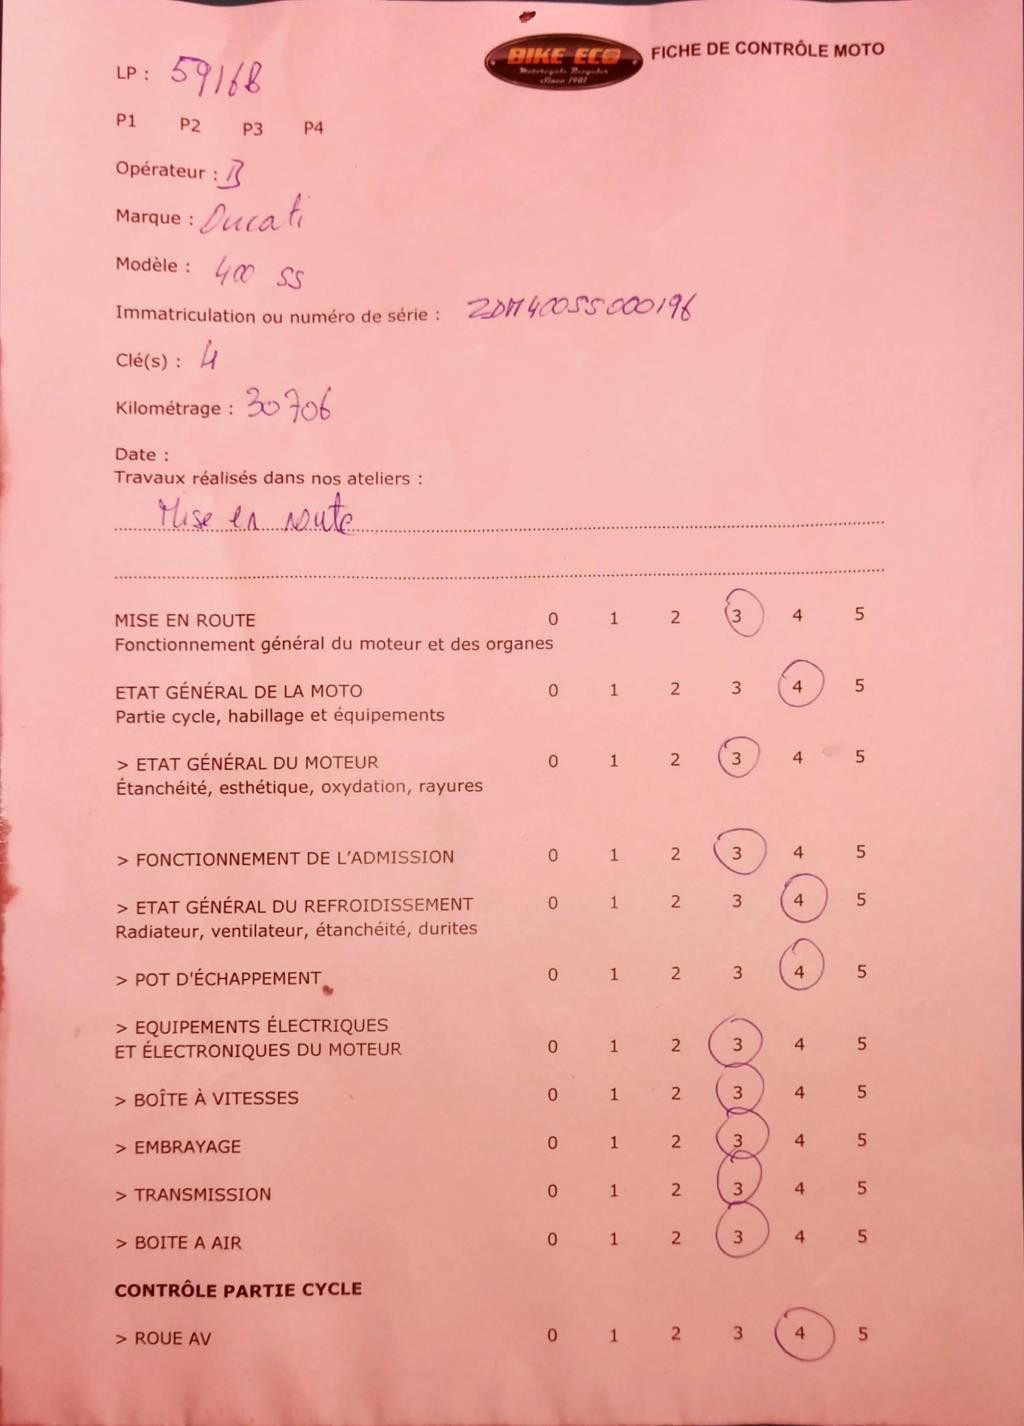 BIKE ECO
Motorcycle Recycler
Since 1981
FICHE DE CONTRÔLE MOTO
LP : 59168
P1 P2 P3 P4
Opérateur : B
Marque : Ducati
Modèle : 400 SS
Immatriculation ou numéro de série : ZDM400SS000196
Clé(s) : 4
Kilométrage : 30706
Date :
Travaux réalisés dans nos ateliers :
Mise en route
MISE EN ROUTE 0 1 2 3 4 5
Fonctionnement général du moteur et des organes
ETAT GÉNÉRAL DE LA MOTO 0 1 2 3 4 5
Partie cycle, habillage et équipements
> ETAT GÉNÉRAL DU MOTEUR 0 1 2 3 4 5
Étanchéité, esthétique, oxydation, rayures
> FONCTIONNEMENT DE L'ADMISSION 0 1 2 3 4 5
> ETAT GÉNÉRAL DU REFROIDISSEMENT 0 1 2 3 4 5
Radiateur, ventilateur, étanchéité, durites
> POT D'ÉCHAPPEMENT 0 1 2 3 4 5
> EQUIPEMENTS ÉLECTRIQUES
ET ÉLECTRONIQUES DU MOTEUR 0 1 2 3 4 5
> BOÎTE À VITESSES 0 1 2 3 4 5
> EMBRAYAGE 0 1 2 3 4 5
> TRANSMISSION 0 1 2 3 4 5
> BOITE A AIR 0 1 2 3 4 5
CONTRÔLE PARTIE CYCLE
> ROUE AV 0 1 2 3 4 5